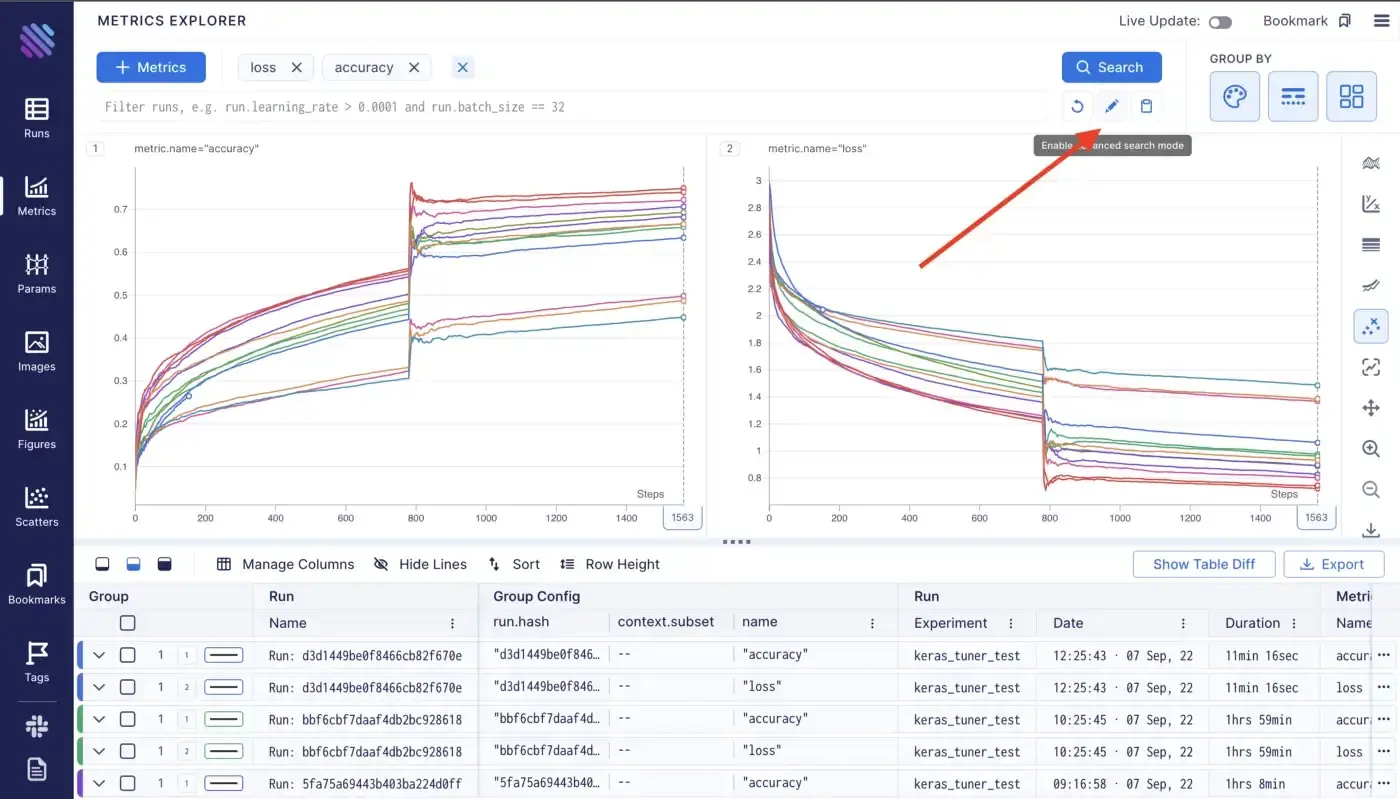 METRICS EXPLORER
Live Update:
Bookmark
Metrics
loss
accuracy
Search
GROUP BY
Filter runs, e.g. run.learning_rate > 0.0001 and run.batch_size == 32
Enable advanced search mode
Runs
Metrics
Params
Images
Figures
Scatters
Bookmarks
Tags
1
metric.name="accuracy"
0.7
0.6
0.5
0.4
0.3
0.2
0.1
Steps
0 200 400 600 800 1000 1200 1400 1563
2
metric.name="loss"
3
2.8
2.6
2.4
2.2
2
1.8
1.6
1.4
1.2
1
0.8
Steps
0 200 400 600 800 1000 1200 1400 1563
Manage Columns Hide Lines Sort Row Height Show Table Diff Export
Group Run Group Config Run Metri
Name run.hash context.subset name Experiment Date Duration Name
1 1 Run: d3d1449be0f8466cb82f670e "d3d1449be0f846… -- "accuracy" keras_tuner_test 12:25:43 · 07 Sep, 22 11min 16sec accur
1 2 Run: d3d1449be0f8466cb82f670e "d3d1449be0f846… -- "loss" keras_tuner_test 12:25:43 · 07 Sep, 22 11min 16sec loss
1 1 Run: bbf6cbf7daaf4db2bc928618 "bbf6cbf7daaf4d… -- "accuracy" keras_tuner_test 10:25:45 · 07 Sep, 22 1hrs 59min accur
1 2 Run: bbf6cbf7daaf4db2bc928618 "bbf6cbf7daaf4d… -- "loss" keras_tuner_test 10:25:45 · 07 Sep, 22 1hrs 59min loss
1 1 Run: 5fa75a69443b403ba224d0ff "5fa75a69443b40… -- "accuracy" keras_tuner_test 09:16:58 · 07 Sep, 22 1hrs 8min accur